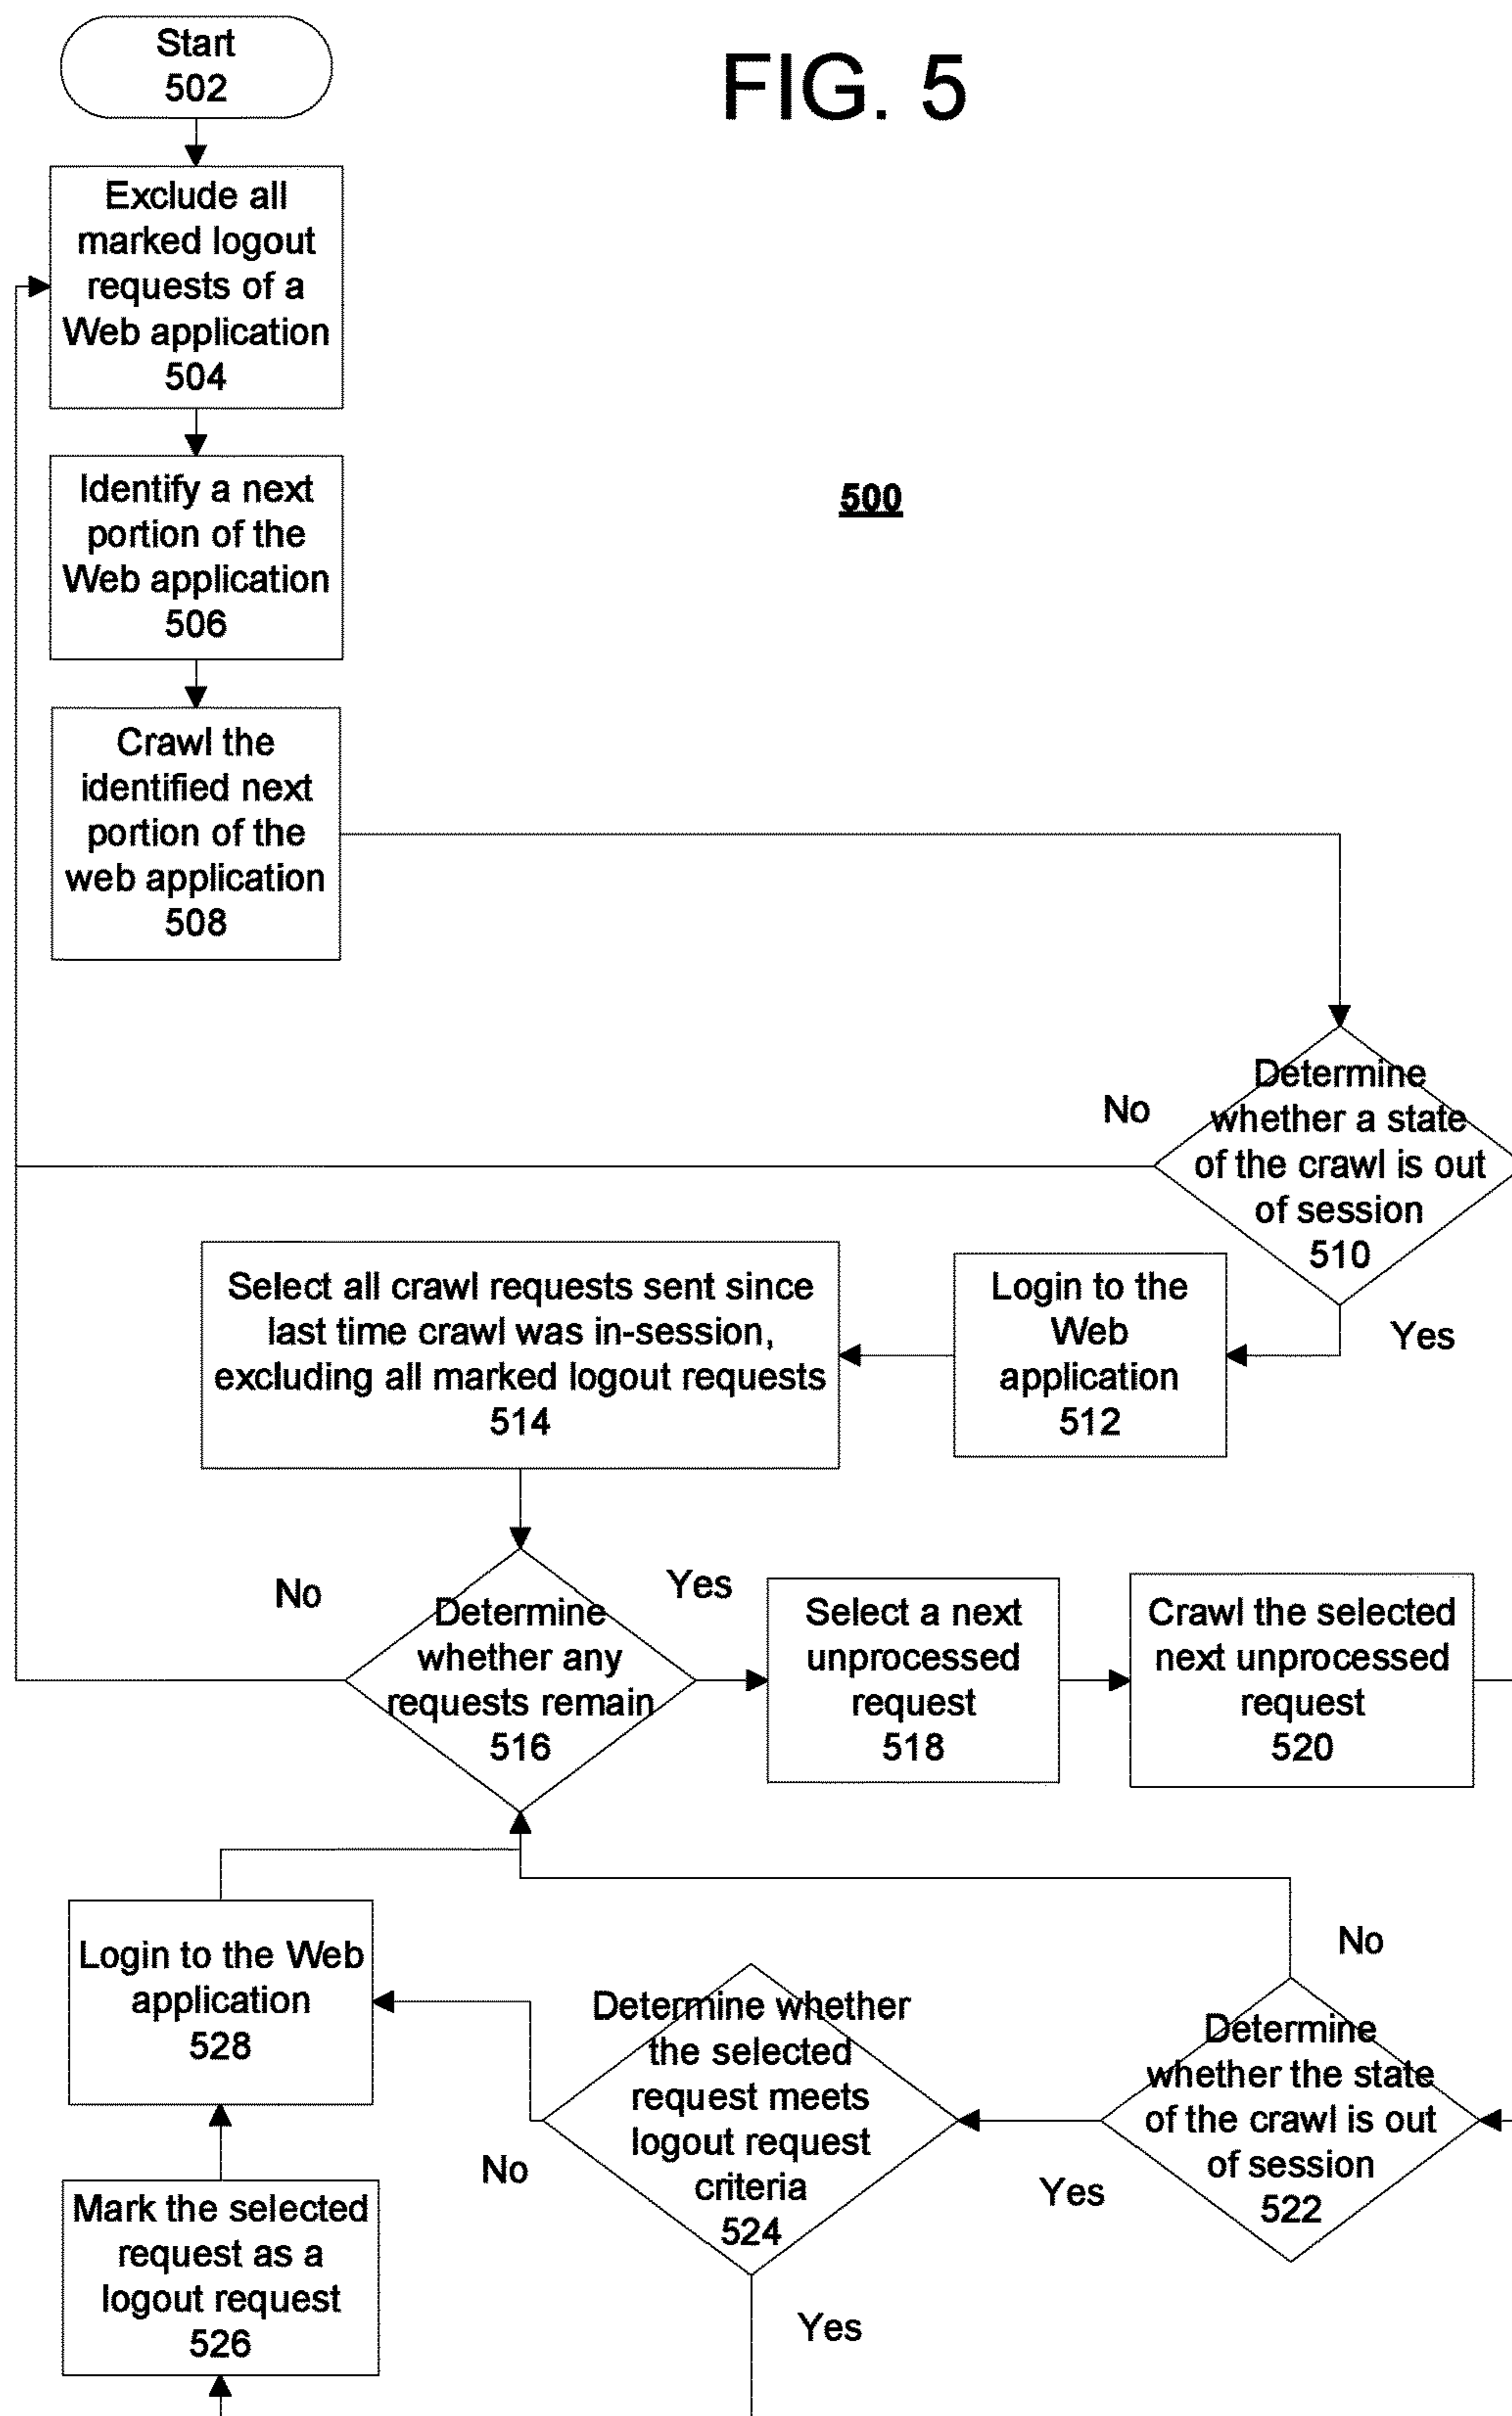 Start
502
FIG. 5
Exclude all
marked logout
requests of a
Web application
504
Identify a next
portion of the
Web application
506
500
Crawl the
identified next
portion of the
web application
508
Determine
whether a state
of the crawl is out
of session
510
No
Yes
Login to the
Web
application
512
Select all crawl requests sent since
last time crawl was in-session,
excluding all marked logout requests
514
No
Determine
whether any
requests remain
516
Yes
Select a next
unprocessed
request
518
Crawl the selected
next unprocessed
request
520
No
Determine
whether the state
of the crawl is out
of session
522
Yes
Determine whether
the selected
request meets
logout request
criteria
524
No
Yes
Login to the Web
application
528
Mark the selected
request as a
logout request
526